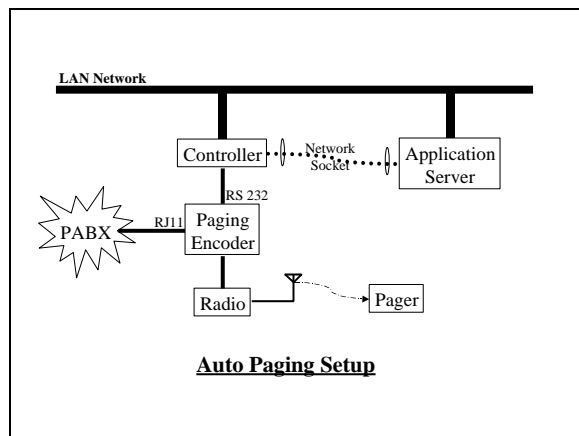 LAN Network
Controller
Network
Socket
Application
Server
RS 232
RJ11
PABX
Paging
Encoder
Radio
Pager
Auto Paging Setup